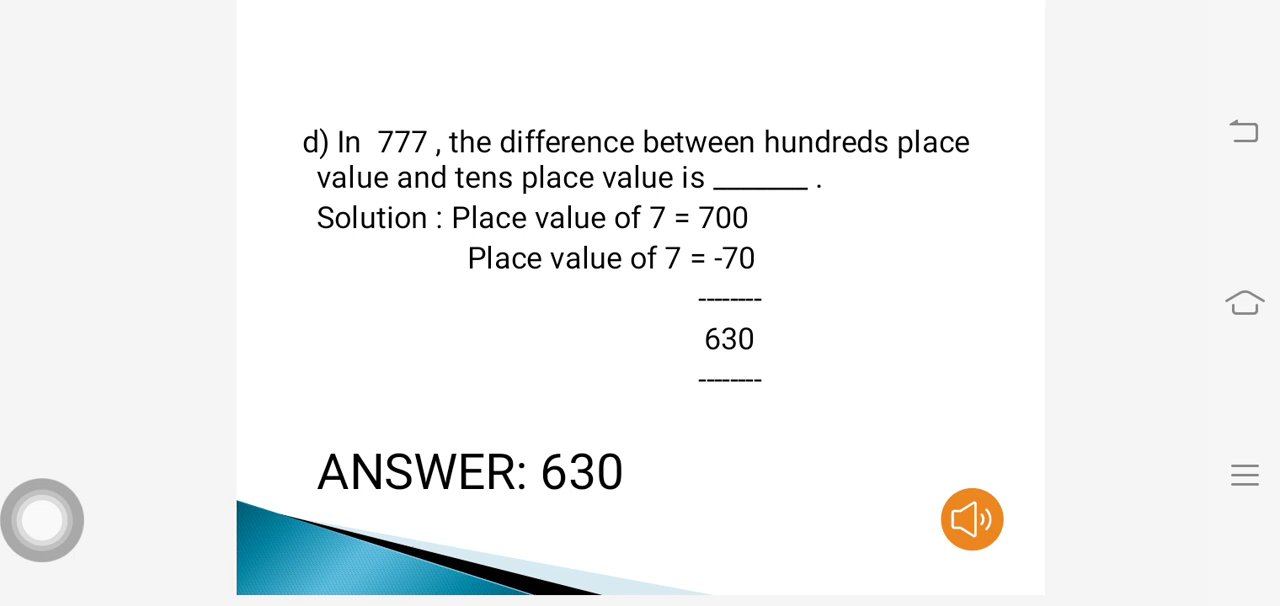 d) In 777 , the difference between hundreds place
value and tens place value is _______ .
Solution : Place value of 7 = 700
Place value of 7 = -70
--------
630
--------
ANSWER: 630